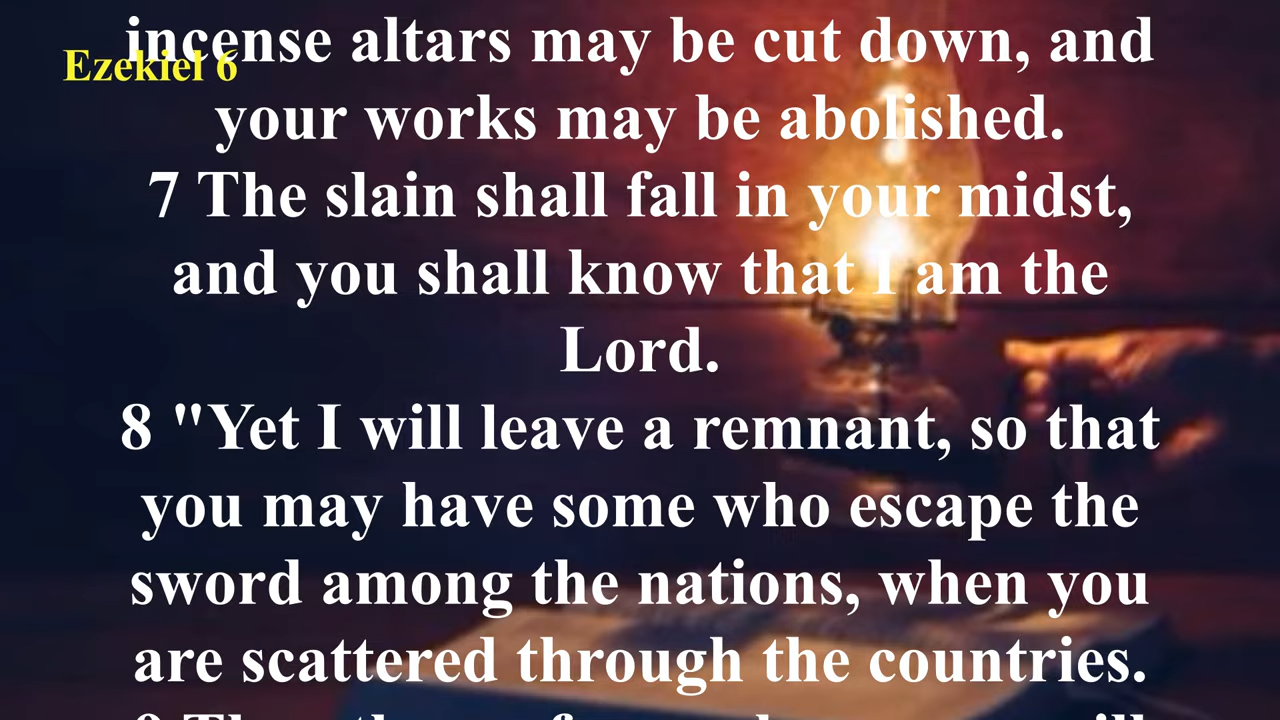 incense altars may be cut down, and
Ezekiel 6
your works may be abolished.
7 The slain shall fall in your midst,
and you shall know that I am the
Lord.
8 "Yet I will leave a remnant, so that
you may have some who escape the
sword among the nations, when you
are scattered through the countries.